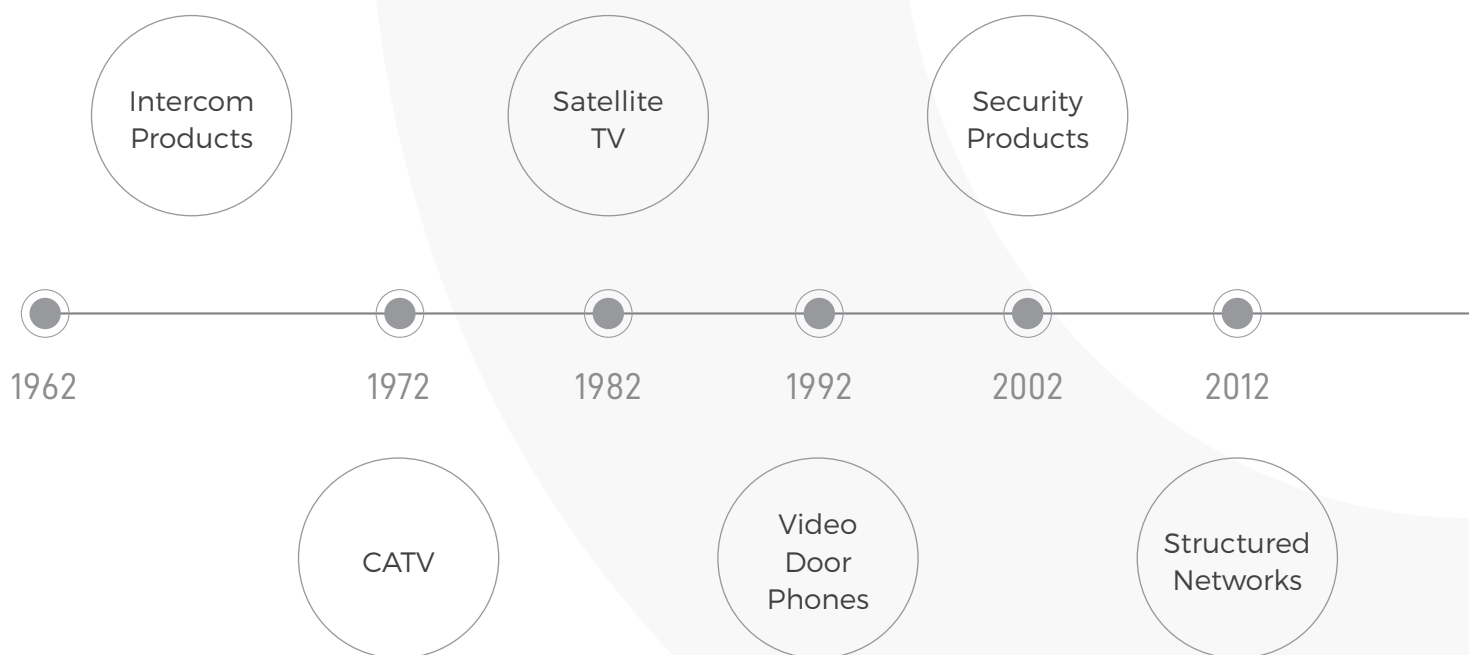 Intercom
Products
Satellite
TV
Security
Products
1962
1972
1982
1992
2002
2012
CATV
Video
Door
Phones
Structured
Networks